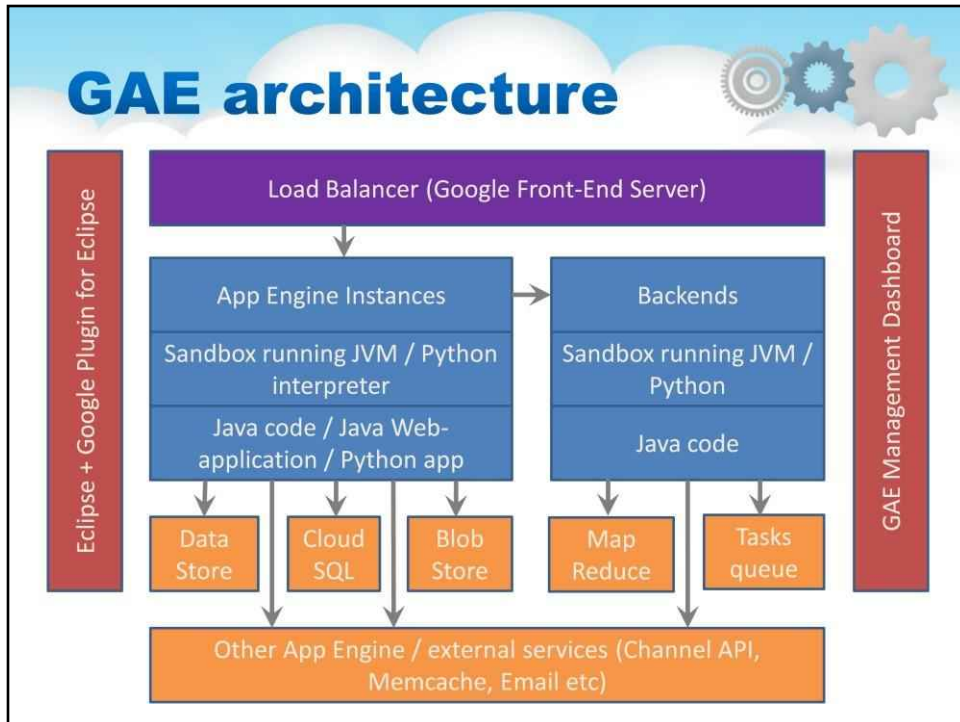 GAE architecture
Eclipse + Google Plugin for Eclipse
Load Balancer (Google Front-End Server)
GAE Management Dashboard
App Engine Instances
Backends
Sandbox running JVM / Python
interpreter
Sandbox running JVM /
Python
Java code / Java Web-
application / Python app
Java code
Data
Store
Cloud
SQL
Blob
Store
Map
Reduce
Tasks
queue
Other App Engine / external services (Channel API,
Memcache, Email etc)